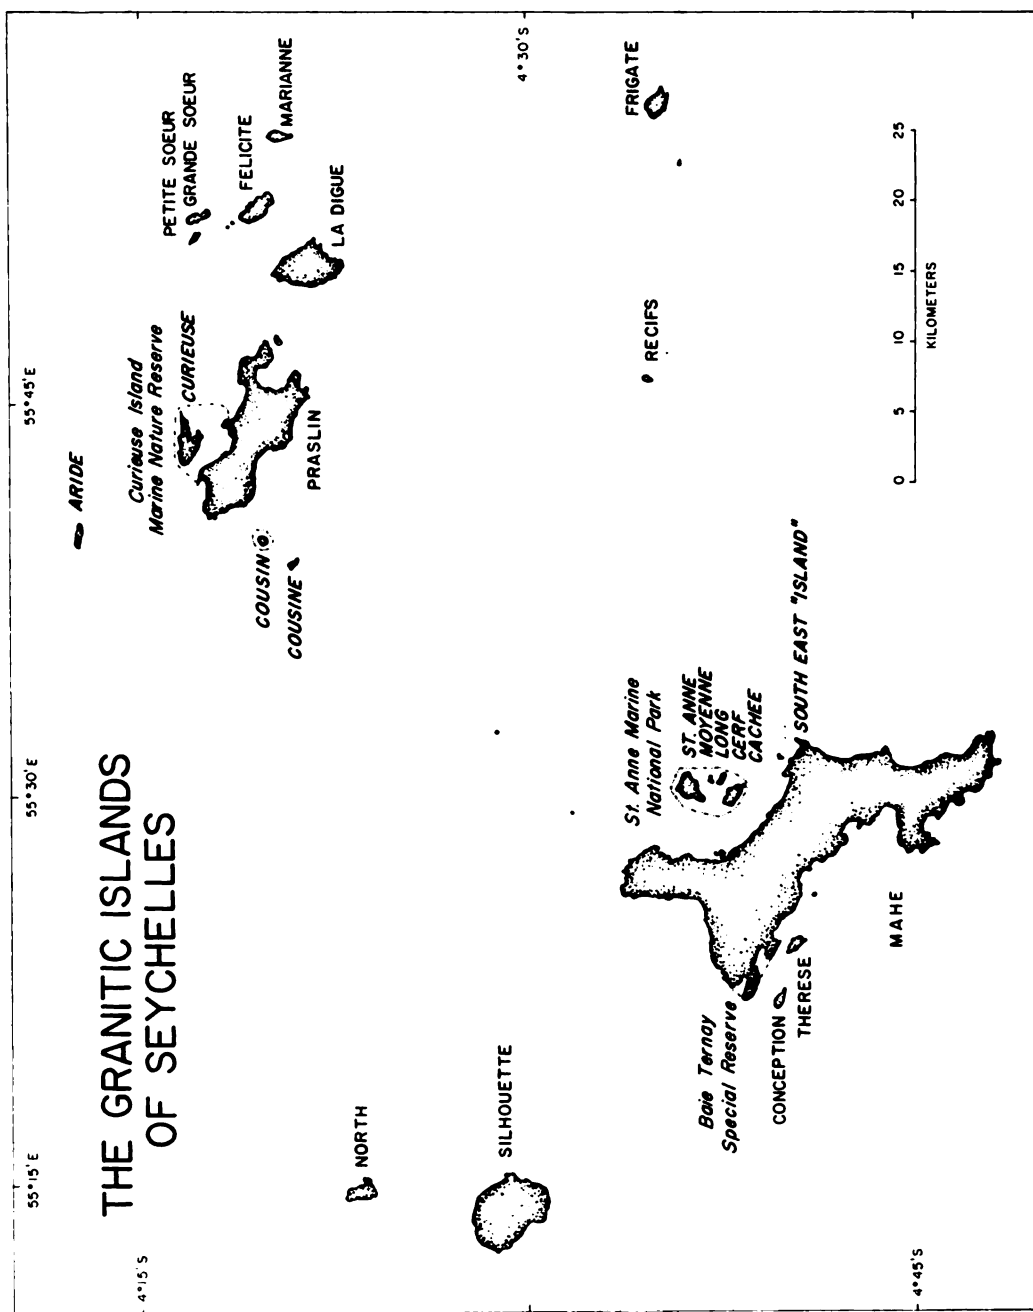 THE GRANITIC ISLANDS
OF SEYCHELLES
55°15'E
55°30'E
55°45'E
4°15'S
4°30'S
4°45'S
ARIDE
Curieuse Island
Marine Nature Reserve
CURIEUSE
PRASLIN
COUSIN
COUSINE
PETITE SOEUR
GRANDE SOEUR
FELICITE
MARIANNE
LA DIGUE
NORTH
SILHOUETTE
FRIGATE
RECIFS
St. Anne Marine
National Park
ST. ANNE
MOYENNE
LONG
CERF
CACHEE
SOUTH EAST "ISLAND"
Baie Ternay
Special Reserve
CONCEPTION
THERESE
MAHE
0 5 10 15 20 25
KILOMETERS